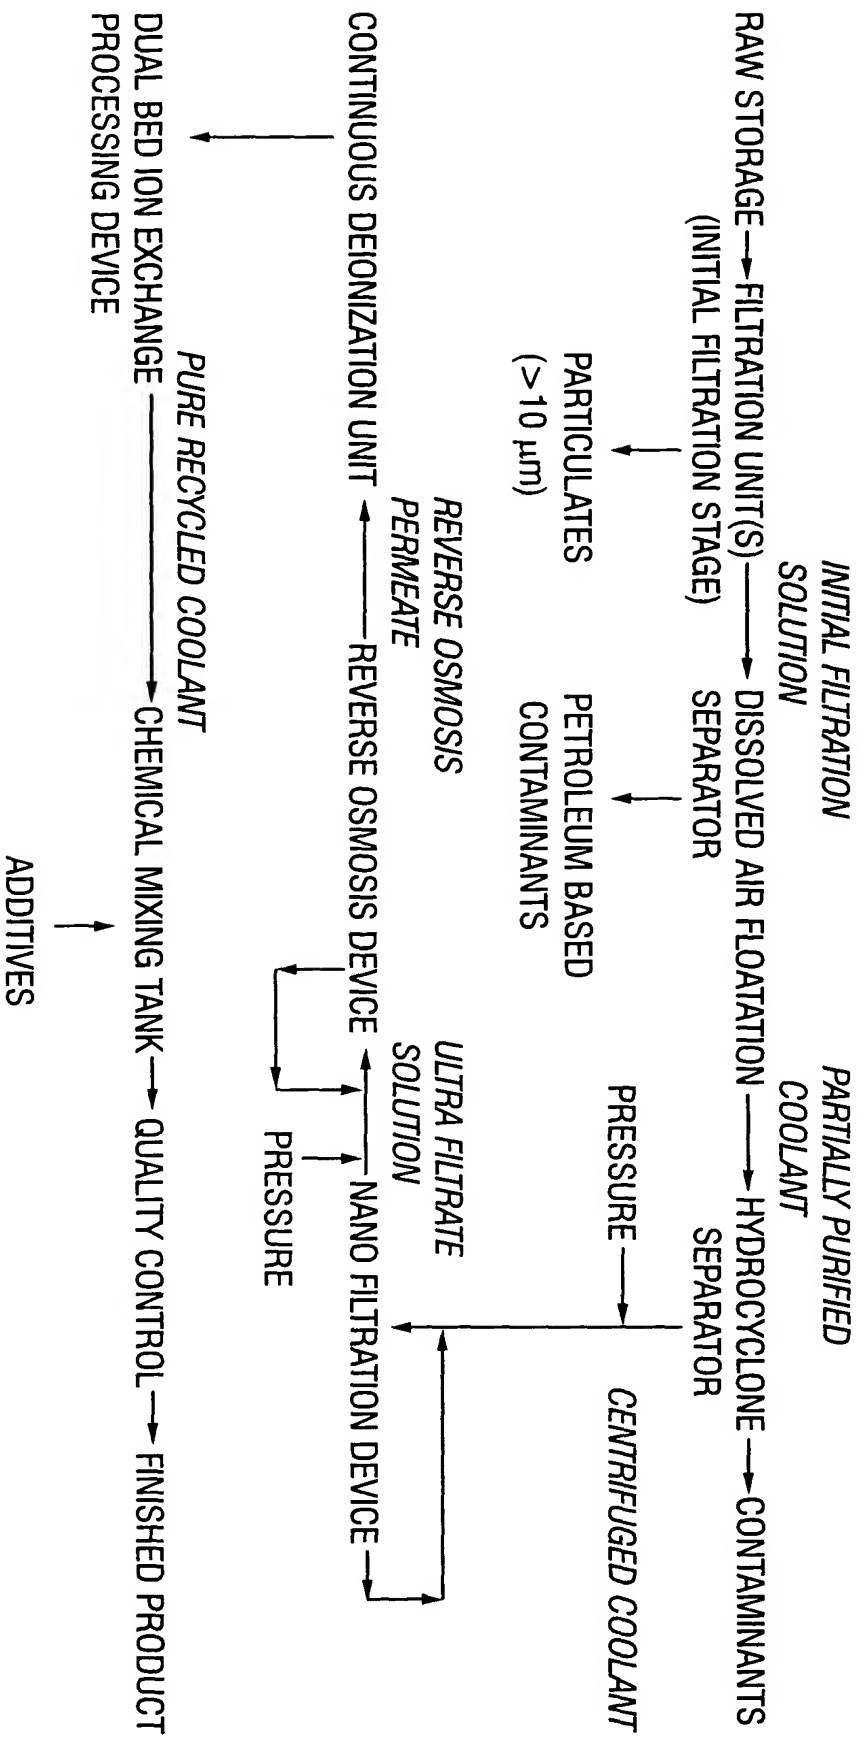 RAW STORAGE
FILTRATION UNIT(S)
(INITIAL FILTRATION STAGE)
INITIAL FILTRATION
SOLUTION
DISSOLVED AIR FLOATATION
SEPARATOR
PARTIALLY PURIFIED
COOLANT
HYDROCYCLONE
SEPARATOR
CONTAMINANTS
PARTICULATES
(>10 μm)
PETROLEUM BASED
CONTAMINANTS
PRESSURE
CENTRIFUGED COOLANT
CONTINUOUS DEIONIZATION UNIT
REVERSE OSMOSIS
PERMEATE
REVERSE OSMOSIS DEVICE
ULTRA FILTRATE
SOLUTION
NANO FILTRATION DEVICE
PRESSURE
DUAL BED ION EXCHANGE
PROCESSING DEVICE
PURE RECYCLED COOLANT
CHEMICAL MIXING TANK
QUALITY CONTROL
FINISHED PRODUCT
ADDITIVES